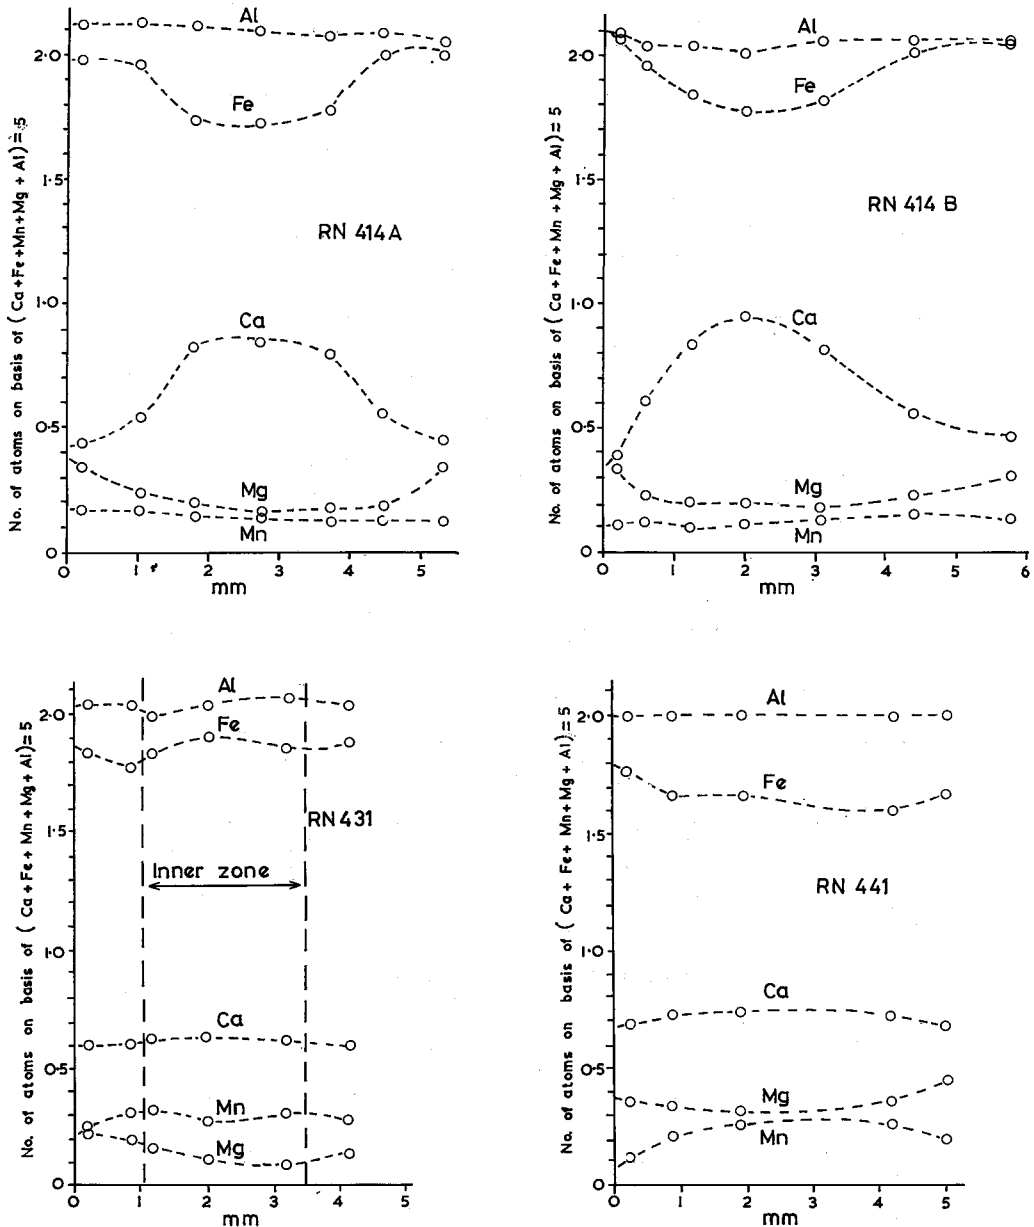 No. of atoms on basis of (Ca+Fe+Mn+Mg+Al)=5
2·0
1·5
1·0
0·5
0
Al
Fe
RN 414A
Ca
Mg
Mn
0 1 2 3 4 5
mm
No. of atoms on basis of (Ca+Fe+Mn+Mg+Al)=5
2·0
1·5
1·0
0·5
0
Al
Fe
RN 414 B
Ca
Mg
Mn
0 1 2 3 4 5 6
mm
No. of atoms on basis of (Ca+Fe+Mn+Mg+Al)=5
2·0
1·5
1·0
0·5
0
Al
Fe
RN 431
Inner zone
Ca
Mn
Mg
0 1 2 3 4 5
mm
No. of atoms on basis of (Ca+Fe+Mn+Mg+Al)=5
2·0
1·5
1·0
0·5
0
Al
Fe
RN 441
Ca
Mg
Mn
0 1 2 3 4 5
mm